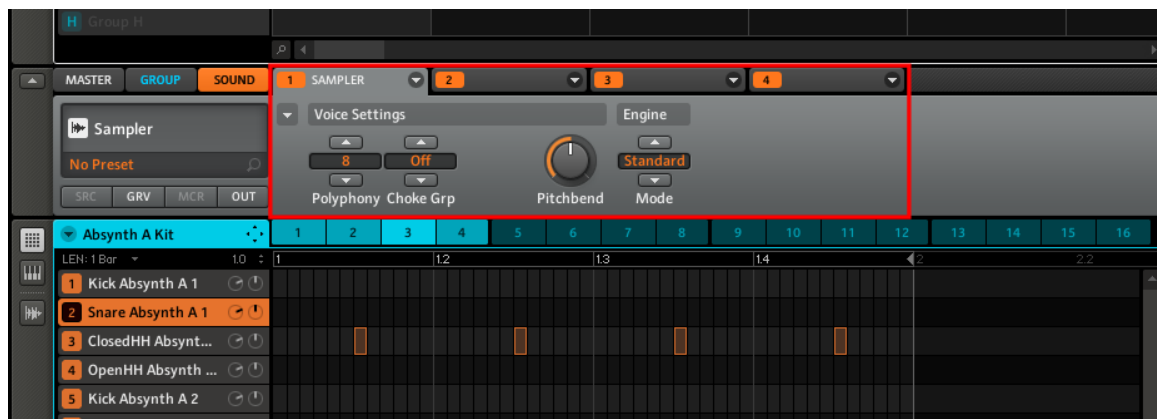 H Group H
MASTER GROUP SOUND 1 SAMPLER 2 3 4
Voice Settings Engine
Sampler
8 Off Standard
No Preset
Polyphony Choke Grp Pitchbend Mode
SRC GRV MCR OUT
Absynth A Kit 1 2 3 4 5 6 7 8 9 10 11 12 13 14 15 16
LEN: 1 Bar 1.0 1 1.2 1.3 1.4 2 2.2
1 Kick Absynth A 1
2 Snare Absynth A 1
3 ClosedHH Absynt...
4 OpenHH Absynth ...
5 Kick Absynth A 2